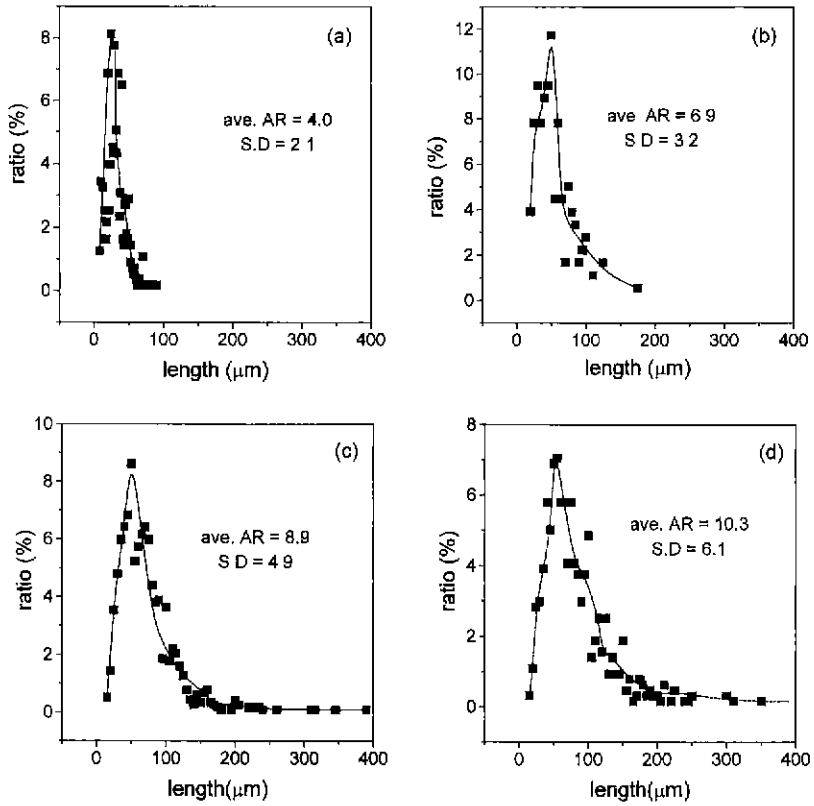 (a)
ave. AR = 4.0
S.D = 2 1
8
6
4
2
0
ratio (%)
0 100 200 300 400
length (μm)
(b)
ave AR = 6 9
S D = 3 2
12
10
8
6
4
2
0
ratio (%)
0 100 200 300 400
length (μm)
(c)
ave. AR = 8.9
S D = 4 9
10
8
6
4
2
0
ratio (%)
0 100 200 300 400
length(μm)
(d)
ave. AR = 10.3
S.D = 6.1
8
6
4
2
0
ratio (%)
0 100 200 300 400
length(μm)